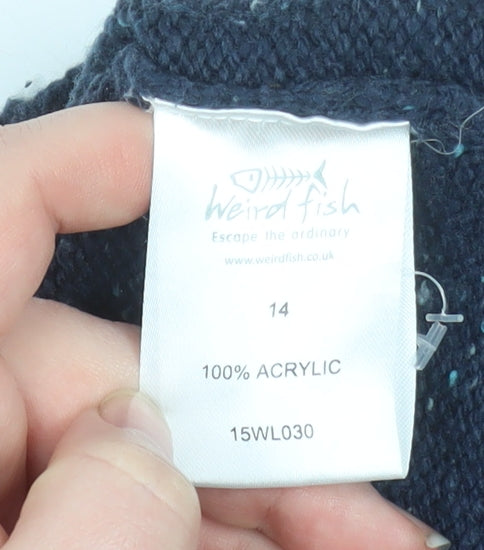 Weird fish
Escape the ordinary
www.weirdfish.co.uk
14
100% ACRYLIC
15WL030